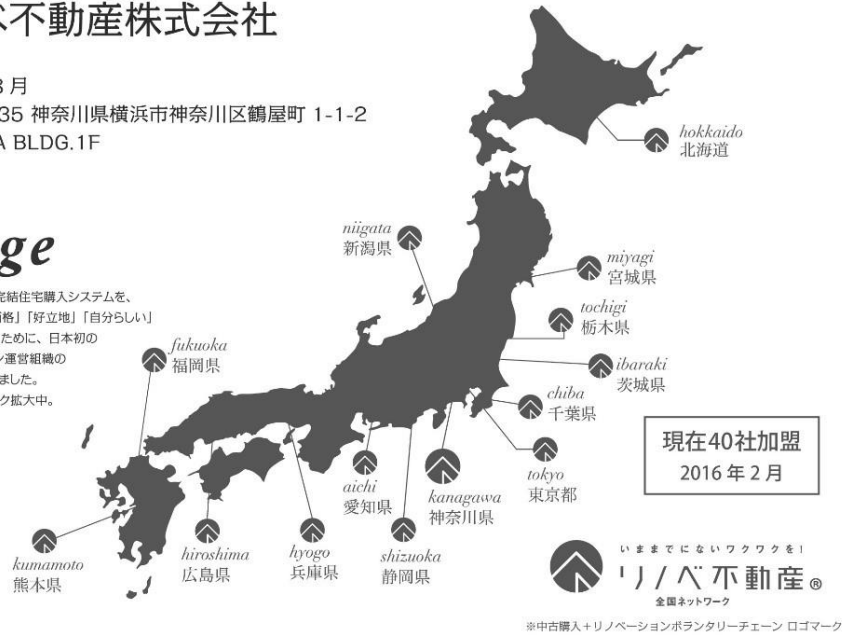 不動産株式会社
月
35 神奈川県横浜市神奈川区鶴屋町 1-1-2
BLDG.1F
hokkaido
北海道
niigata
新潟県
miyagi
宮城県
完結住宅購入システムを、
」「好立地」「自分らしい」
ために、日本初の
運営組織の
ました。
ク拡大中。
tochigi
栃木県
fukuoka
福岡県
ibaraki
茨城県
chiba
千葉県
現在40社加盟
2016 年 2 月
tokyo
東京都
aichi
愛知県
kanagawa
神奈川県
kumamoto
熊本県
hiroshima
広島県
hyogo
兵庫県
shizuoka
静岡県
いままでにないワクワクを!
リノベ不動産®
全国ネットワーク
※中古購入+リノベーションボランタリーチェーン ロゴマーク